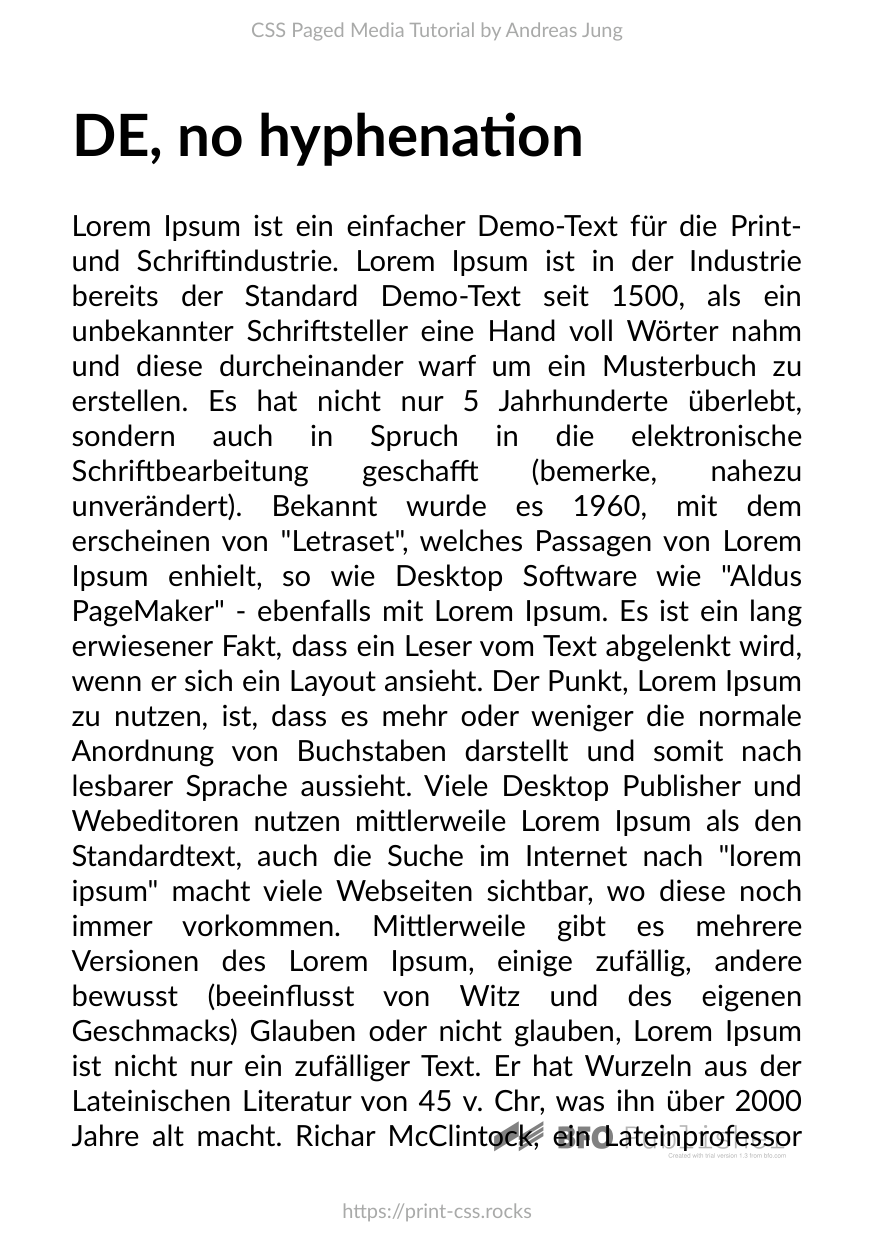 CSS Paged Media Tutorial by Andreas Jung
DE, no hyphenation
Lorem Ipsum ist ein einfacher Demo-Text für die Print-
und Schriftindustrie. Lorem Ipsum ist in der Industrie
bereits der Standard Demo-Text seit 1500, als ein
unbekannter Schriftsteller eine Hand voll Wörter nahm
und diese durcheinander warf um ein Musterbuch zu
erstellen. Es hat nicht nur 5 Jahrhunderte überlebt,
sondern auch in Spruch in die elektronische
Schriftbearbeitung geschafft (bemerke, nahezu
unverändert). Bekannt wurde es 1960, mit dem
erscheinen von "Letraset", welches Passagen von Lorem
Ipsum enhielt, so wie Desktop Software wie "Aldus
PageMaker" - ebenfalls mit Lorem Ipsum. Es ist ein lang
erwiesener Fakt, dass ein Leser vom Text abgelenkt wird,
wenn er sich ein Layout ansieht. Der Punkt, Lorem Ipsum
zu nutzen, ist, dass es mehr oder weniger die normale
Anordnung von Buchstaben darstellt und somit nach
lesbarer Sprache aussieht. Viele Desktop Publisher und
Webeditoren nutzen mittlerweile Lorem Ipsum als den
Standardtext, auch die Suche im Internet nach "lorem
ipsum" macht viele Webseiten sichtbar, wo diese noch
immer vorkommen. Mittlerweile gibt es mehrere
Versionen des Lorem Ipsum, einige zufällig, andere
bewusst (beeinflusst von Witz und des eigenen
Geschmacks) Glauben oder nicht glauben, Lorem Ipsum
ist nicht nur ein zufälliger Text. Er hat Wurzeln aus der
Lateinischen Literatur von 45 v. Chr, was ihn über 2000
Jahre alt macht. Richar McClintock, ein Lateinprofessor
BFO Publisher
Created with trial version 1.3 from bfo.com
https://print-css.rocks